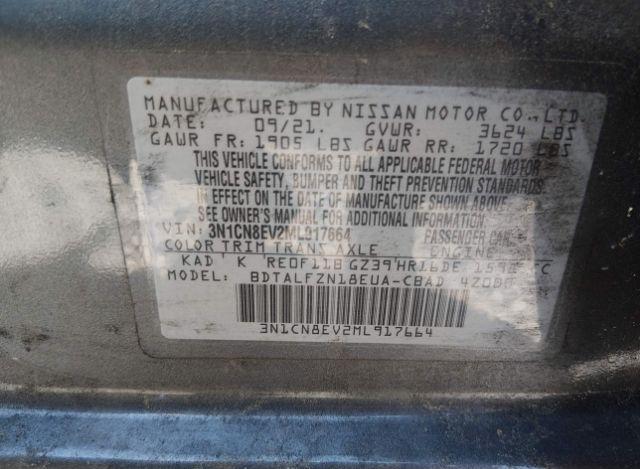 MANUFACTURED BY NISSAN MOTOR CO.,LTD.
DATE: 09/21. GVWR: 3624 LBS
GAWR FR: 1905 LBS GAWR RR: 1720 LBS
THIS VEHICLE CONFORMS TO ALL APPLICABLE FEDERAL MOTOR
VEHICLE SAFETY, BUMPER AND THEFT PREVENTION STANDARDS
IN EFFECT ON THE DATE OF MANUFACTURE SHOWN ABOVE.
SEE OWNER'S MANUAL FOR ADDITIONAL INFORMATION.
VIN: 3N1CN8EV2ML917664 PASSENGER CAR
COLOR TRIM TRANS AXLE ENGINE
KAD K RE0F11B GZ39 HR16DE
MODEL: BDTALFZN18EUA-CBAD
3N1CN8EV2ML917664